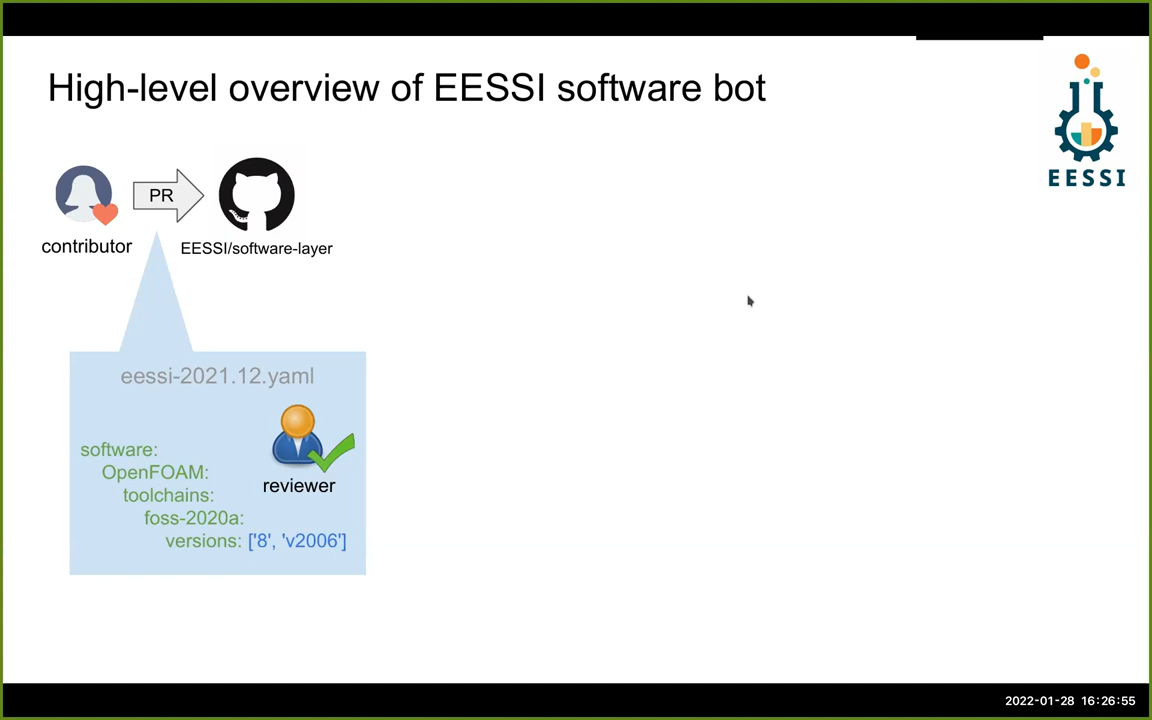 High-level overview of EESSI software bot
EESSI
PR
contributor
EESSI/software-layer
eessi-2021.12.yaml
software:
OpenFOAM:
toolchains:
foss-2020a:
versions: ['8', 'v2006']
reviewer
2022-01-28 16:26:55